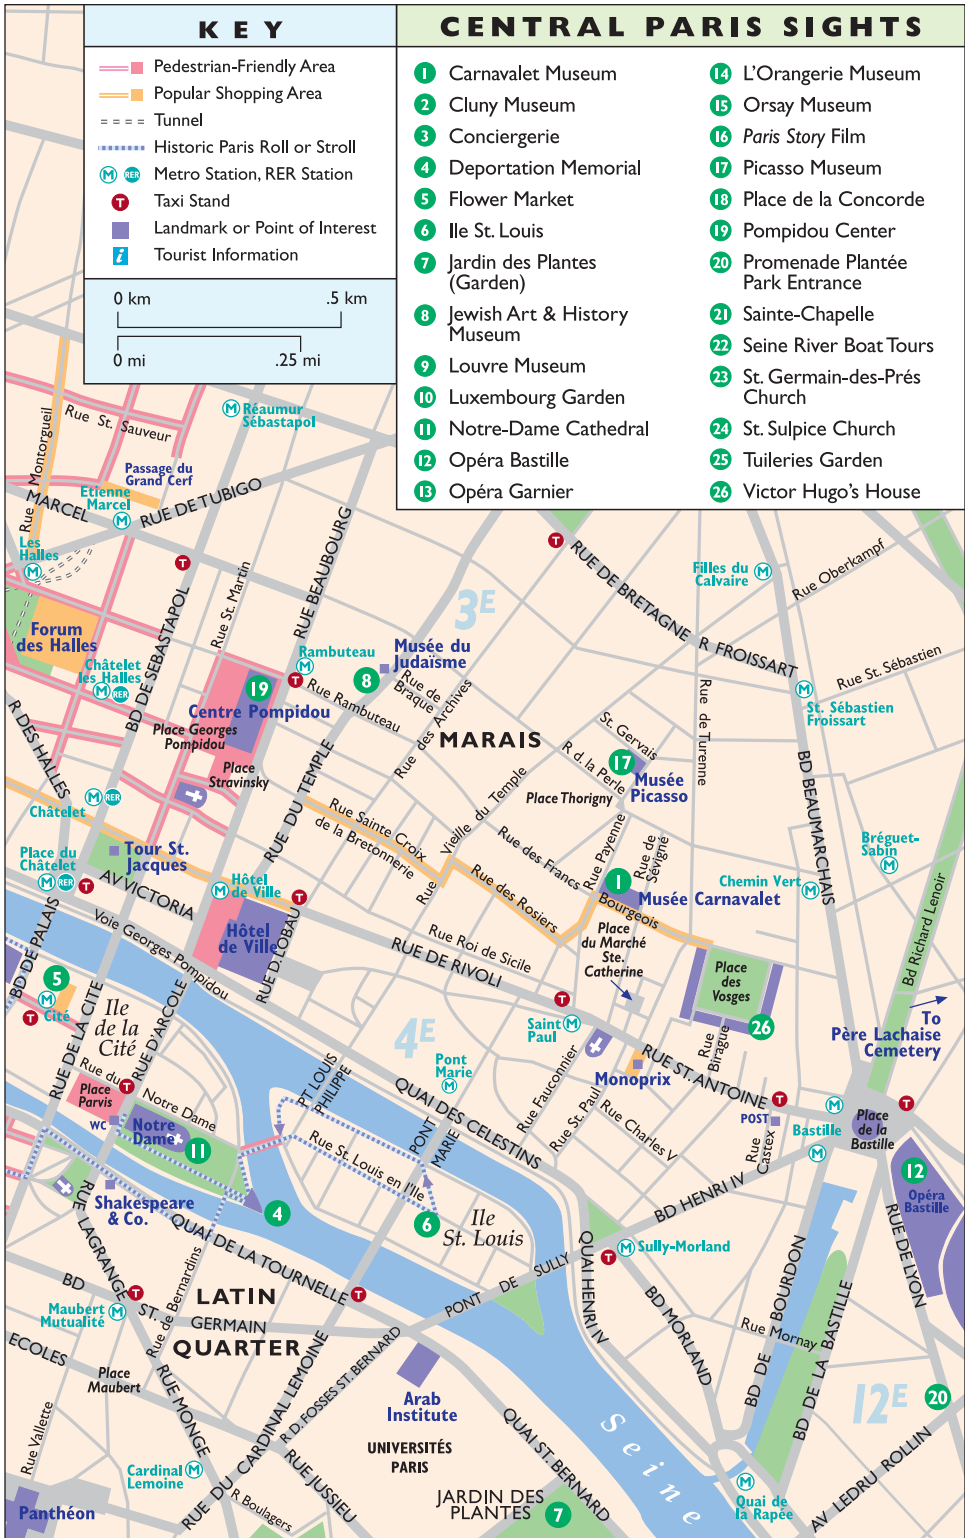 KEY
Pedestrian-Friendly Area
Popular Shopping Area
Tunnel
Historic Paris Roll or Stroll
M RER Metro Station, RER Station
T Taxi Stand
Landmark or Point of Interest
i Tourist Information
0 km .5 km
0 mi .25 mi
CENTRAL PARIS SIGHTS
1 Carnavalet Museum
2 Cluny Museum
3 Conciergerie
4 Deportation Memorial
5 Flower Market
6 Ile St. Louis
7 Jardin des Plantes
(Garden)
8 Jewish Art & History
Museum
9 Louvre Museum
10 Luxembourg Garden
11 Notre-Dame Cathedral
12 Opéra Bastille
13 Opéra Garnier
14 L'Orangerie Museum
15 Orsay Museum
16 Paris Story Film
17 Picasso Museum
18 Place de la Concorde
19 Pompidou Center
20 Promenade Plantée
Park Entrance
21 Sainte-Chapelle
22 Seine River Boat Tours
23 St. Germain-des-Prés
Church
24 St. Sulpice Church
25 Tuileries Garden
26 Victor Hugo's House
Rue St. Sauveur
M Réaumur
Sébastapol
Rue Montorgueil
Passage du
Grand Cerf
Etienne
Marcel
M
MARCEL
RUE DE TUBIGO
Les
Halles
M
T
T
RUE BEAUBOURG
Rue St. Martin
BD DE SEBASTAPOL
3E
RUE DE BRETAGNE
R FROISSART
Filles du
Calvaire
M
Rue Oberkampf
Rue St. Sébastien
M
St. Sébastien
Froissart
Forum
des Halles
Châtelet
les Halles
M RER
Rambuteau
M
T
19
Centre Pompidou
Place Georges
Pompidou
Place
Stravinsky
Musée du
Judaïsme
8
Rue de
Braque
Rue Rambuteau
Rue des Archives
MARAIS
Rue de Turenne
St. Gervais
R d. la Perle
17
Musée
Picasso
Place Thorigny
R DES HALLES
M RER
Châtelet
RUE DU TEMPLE
Rue Sainte Croix
de la Bretonnerie
Rue Vieille du Temple
Rue des Francs
Bourgeois
Rue des Rosiers
Rue Payenne
Rue de
Sévigné
1
Musée Carnavalet
BD BEAUMARCHAIS
Bréguet-
Sabin
M
Chemin Vert
M
Bd Richard Lenoir
Tour St.
Jacques
Place du
Châtelet
M RER
T
AV VICTORIA
Hôtel
de Ville
M
T
Hôtel
de Ville
RUE D. LOBAU
Voie Georges Pompidou
Rue Roi de Sicile
RUE DE RIVOLI
Place
du Marché
Ste.
Catherine
Place
des
Vosges
26
Rue
Birague
To
Père Lachaise
Cemetery
BD DE PALAIS
5
M
Cité
T
Ile
de la
Cité
RUE DE LA CITE
RUE D'ARCOLE
4E
T
Saint
Paul
M
Monoprix
RUE ST. ANTOINE
Rue Fauconnier
Rue St. Paul
Rue Charles V
POST
T
Rue
Castex
M
Bastille
M
T
Place
de la
Bastille
12
Opéra
Bastille
Pont
Marie
M
PT LOUIS
PHILIPPE
QUAI DES CELESTINS
PONT
MARIE
Rue du
Notre Dame
T
Place
Parvis
WC
Notre
Dame
11
Rue St. Louis en l'Ile
4
6
Ile
St. Louis
Shakespeare
& Co.
RUE LAGRANGE
QUAI DE LA TOURNELLE
Rue de Bernardins
BD HENRI IV
T
M Sully-Morland
PONT DE SULLY
QUAI HENRI IV
BD MORLAND
BD DE BOURDON
Rue Mornay
BD DE LA BASTILLE
RUE DE LYON
LATIN
QUARTER
BD ST. GERMAIN
T
T
Maubert
Mutualité
M
ECOLES
Place
Maubert
RUE MONGE
RUE DU CARDINAL LEMOINE
R. D. FOSSES ST. BERNARD
Arab
Institute
UNIVERSITÉS
PARIS
QUAI ST. BERNARD
Seine
12E
20
AV LEDRU ROLLIN
M
Quai de
la Rapée
Rue Vallette
Cardinal
Lemoine
M
R Boulagers
RUE JUSSIEU
JARDIN DES
PLANTES
7
Panthéon